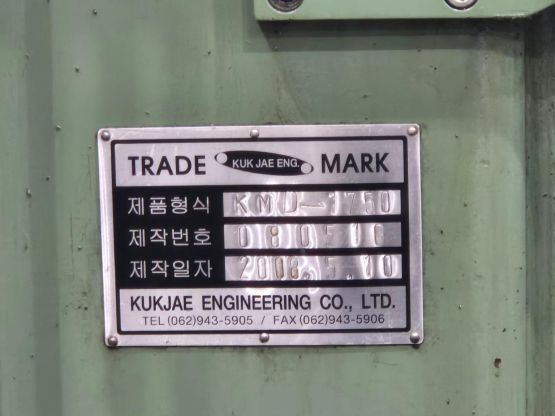 TRADE KUK JAE ENG. MARK
제품형식 KMU-1750
제작번호 080510
제작일자 2008.5.10
KUKJAE ENGINEERING CO., LTD.
TEL(062)943-5905 / FAX(062)943-5906